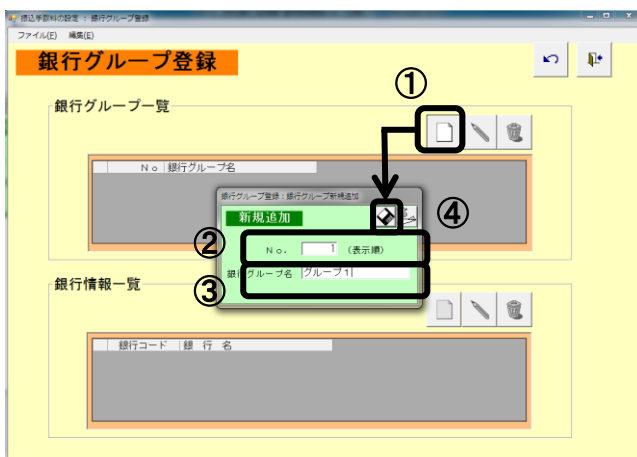 振込手数料の設定 : 銀行グループ登録
ファイル(F) 編集(E)
銀行グループ登録
①
銀行グループ一覧
No 銀行グループ名
銀行グループ登録:銀行グループ新規追加
新規追加
④
②
No. 1 (表示順)
銀行グループ名 グループ1
③
銀行情報一覧
銀行コード 銀 行 名